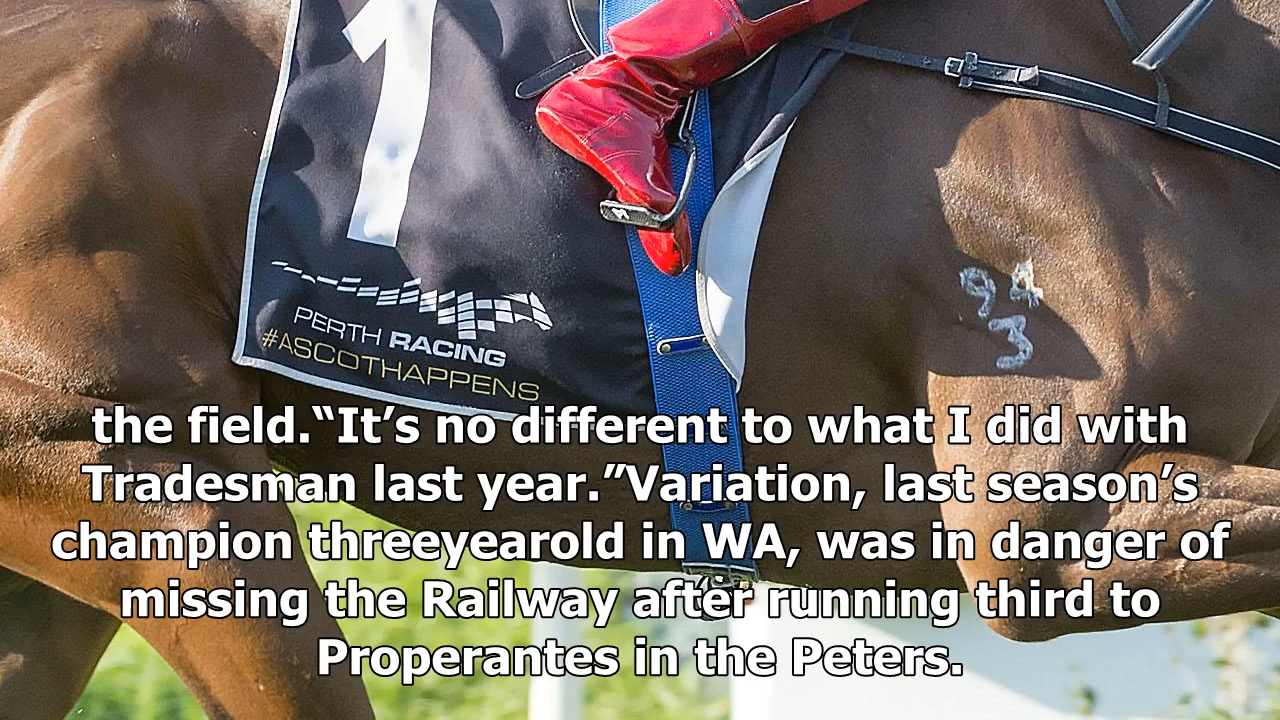 1
PERTH RACING
#ASCOTHAPPENS
94
3
the field.“It’s no different to what I did with
Tradesman last year.”Variation, last season’s
champion threeyearold in WA, was in danger of
missing the Railway after running third to
Properantes in the Peters.